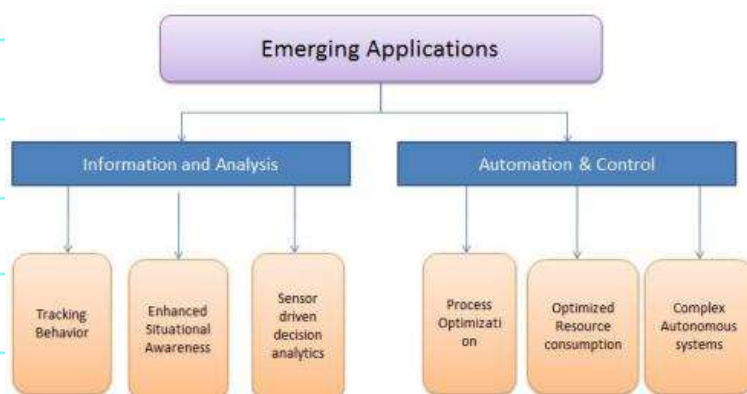 Emerging Applications
Information and Analysis
Automation & Control
Tracking
Behavior
Enhanced
Situational
Awareness
Sensor
driven
decision
analytics
Process
Optimizati
on
Optimized
Resource
consumption
Complex
Autonomous
systems